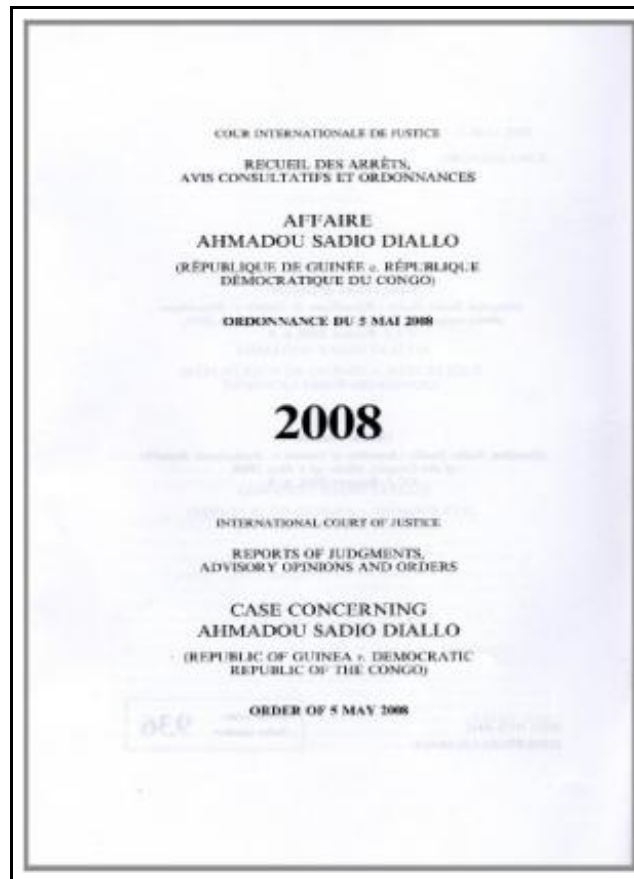 COUR INTERNATIONALE DE JUSTICE
RECUEIL DES ARRÊTS,
AVIS CONSULTATIFS ET ORDONNANCES
AFFAIRE
AHMADOU SADIO DIALLO
(RÉPUBLIQUE DE GUINÉE c. RÉPUBLIQUE
DÉMOCRATIQUE DU CONGO)
ORDONNANCE DU 5 MAI 2008
2008
INTERNATIONAL COURT OF JUSTICE
REPORTS OF JUDGMENTS,
ADVISORY OPINIONS AND ORDERS
CASE CONCERNING
AHMADOU SADIO DIALLO
(REPUBLIC OF GUINEA v. DEMOCRATIC
REPUBLIC OF THE CONGO)
ORDER OF 5 MAY 2008
936